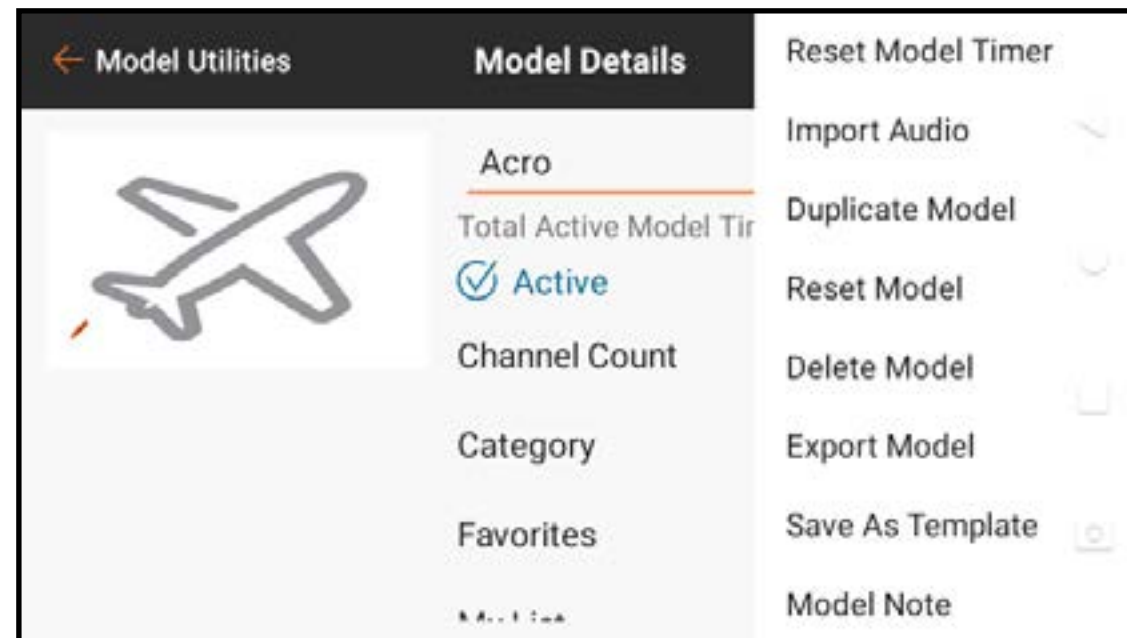 Model Utilities
Model Details
Acro
Total Active Model
Active
Channel Count
Category
Favorites
Reset Model Timer
Import Audio
Duplicate Model
Reset Model
Delete Model
Export Model
Save As Template
Model Note